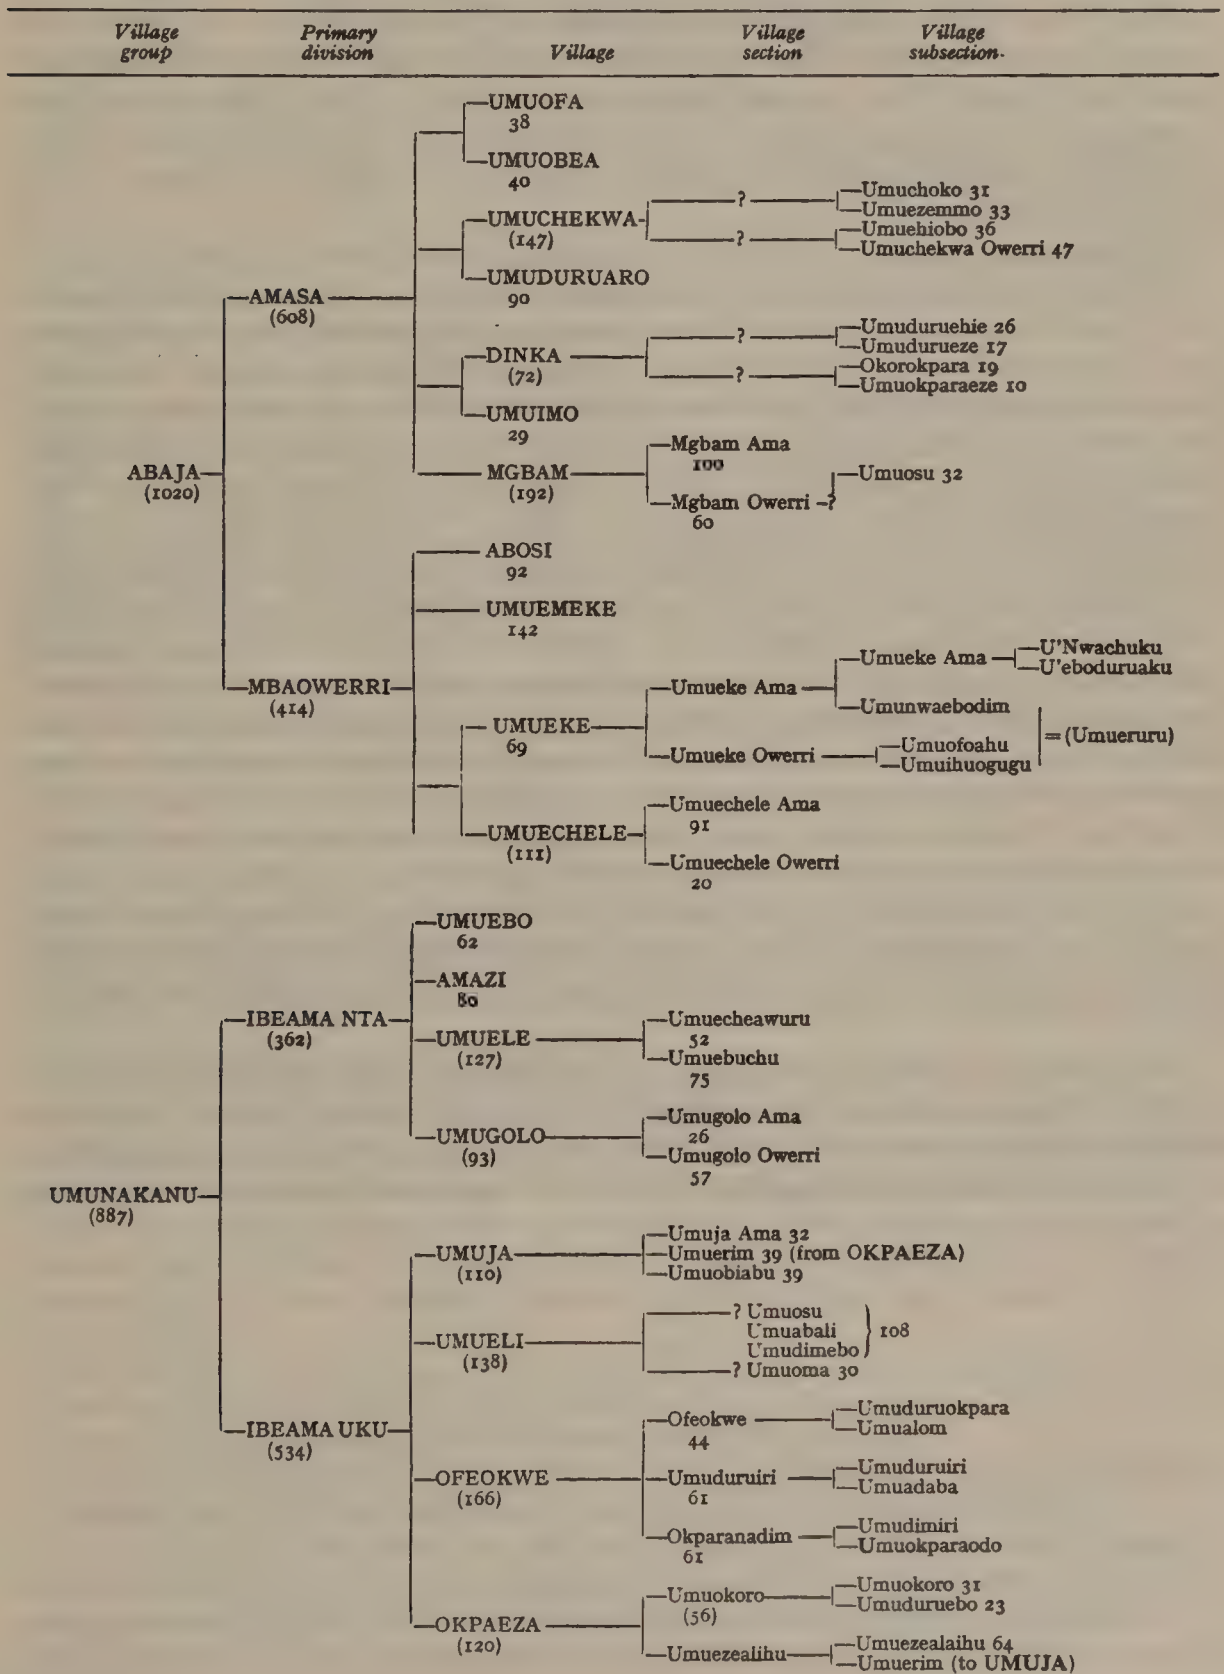 Village group Primary division Village Village section Village subsection.
UMUOFA
38
UMUOBEA
40
UMUCHEKWA ? Umuchoko 31
(147) Umuezemmo 33
? Umuehiobo 36
Umuchekwa Owerri 47
UMUDURUARO
90
AMASA
(608)
DINKA ? Umuduruehie 26
(72) Umudurueze 17
? Okorokpara 19
Umuokparaeze 10
UMUIMO
29
ABAJA
(1020)
MGBAM Mgbam Ama
(192) 100
Umuosu 32
Mgbam Owerri ?
60
ABOSI
92
UMUEMEKE
142
MBAOWERRI
(414)
UMUEKE Umueke Ama Umueke Ama U'Nwachuku
69 U'eboduruaku
Umunwaebodim
Umueke Owerri Umuofoahu = (Umueruru)
Umuihuogugu
UMUECHELE Umuechele Ama
(111) 91
Umuechele Owerri
20
UMUEBO
62
AMAZI
80
IBEAMA NTA
(362)
UMUELE Umuecheawuru
(127) 52
Umuebuchu
75
UMUGOLO Umugolo Ama
(93) 26
Umugolo Owerri
57
UMUNAKANU
(887)
UMUJA Umuja Ama 32
(110) Umuerim 39 (from OKPAEZA)
Umuobiabu 39
UMUELI ? Umuosu
(138) Umuabali 108
Umudimebo
? Umuoma 30
IBEAMA UKU
(534)
OFEOKWE Ofeokwe Umuduruokpara
(166) 44 Umualom
Umuduruiri Umuduruiri
61 Umuadaba
Okparanadim Umudimiri
61 Umuokparaodo
OKPAEZA Umuokoro Umuokoro 31
(120) (56) Umuduruebo 23
Umuezealihu Umuezealaihu 64
Umuerim (to UMUJA)